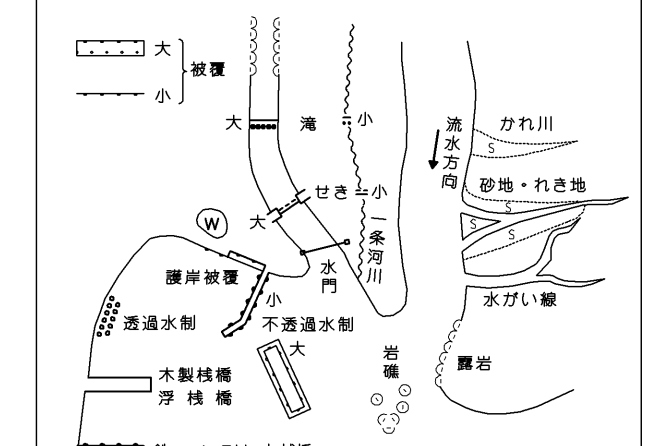 大
小
被覆
大
滝
小
流水方向
かれ川
S
せき
小
砂地・れき地
S
S
S
大
W
一条河川
水門
護岸被覆
小
不透過水制
水がい線
透過水制
大
岩礁
露岩
木製桟橋
浮桟橋